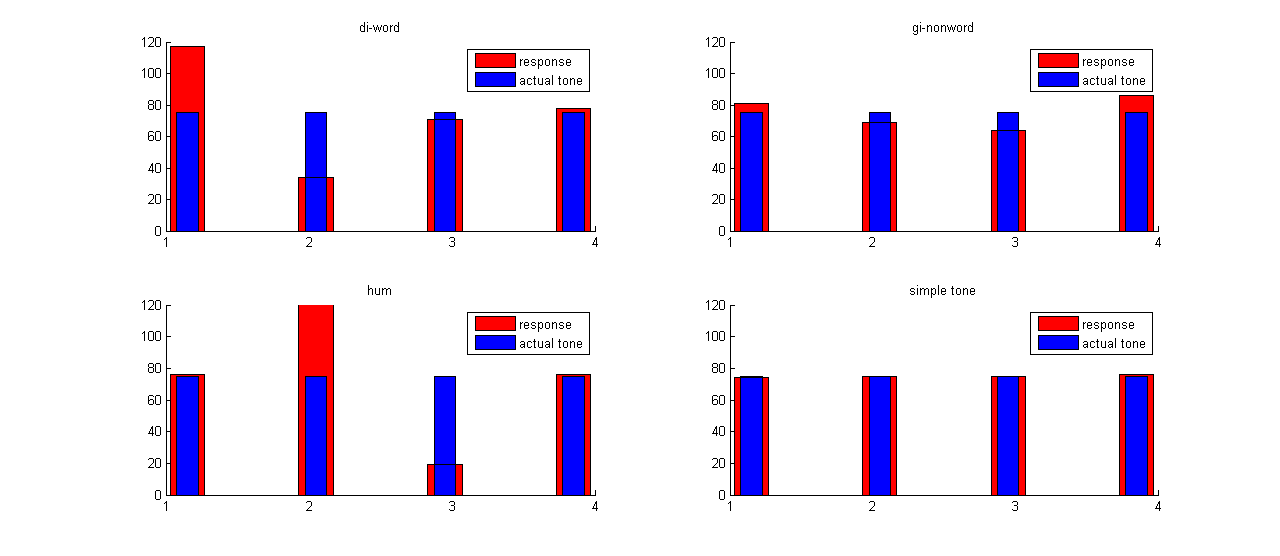 di-word
120
100
80
60
40
20
0
1 2 3 4
response
actual tone
gi-nonword
120
100
80
60
40
20
0
1 2 3 4
response
actual tone
hum
120
100
80
60
40
20
0
1 2 3 4
response
actual tone
simple tone
120
100
80
60
40
20
0
1 2 3 4
response
actual tone